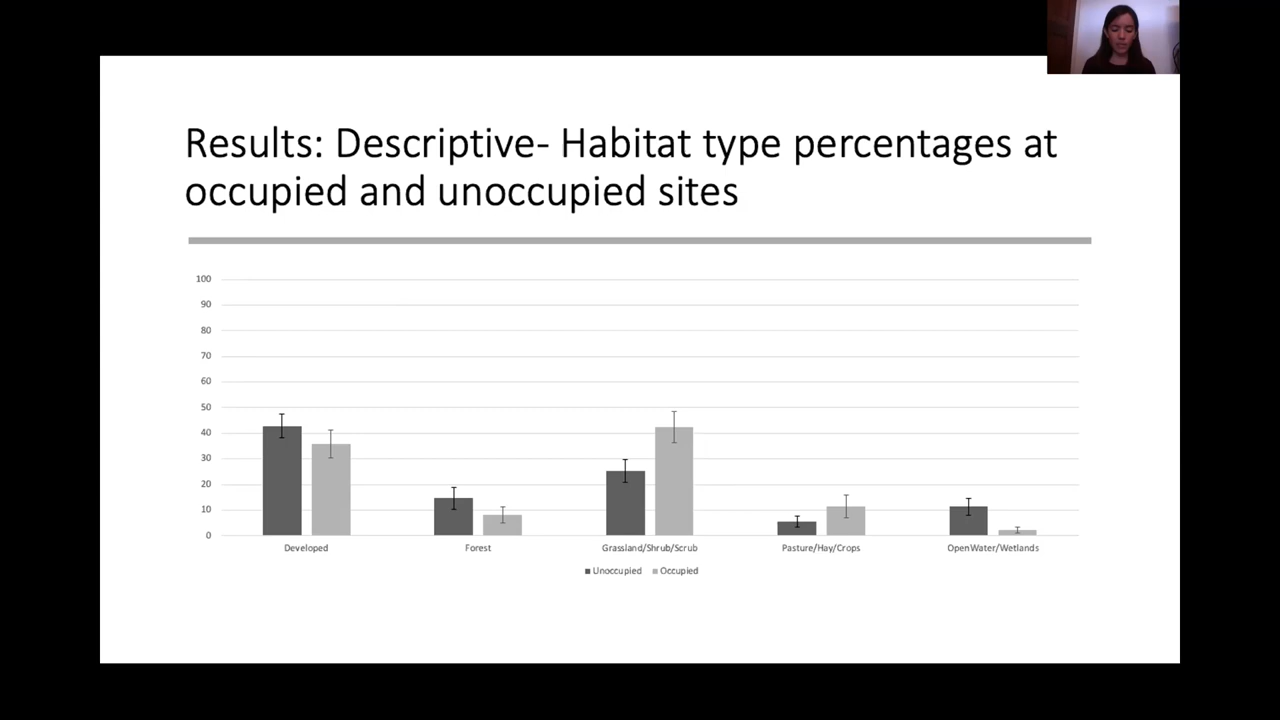 Results: Descriptive- Habitat type percentages at
occupied and unoccupied sites
100
90
80
70
60
50
40
30
20
10
0
Developed
Forest
Grassland/Shrub/Scrub
Pasture/Hay/Crops
OpenWater/Wetlands
Unoccupied
Occupied